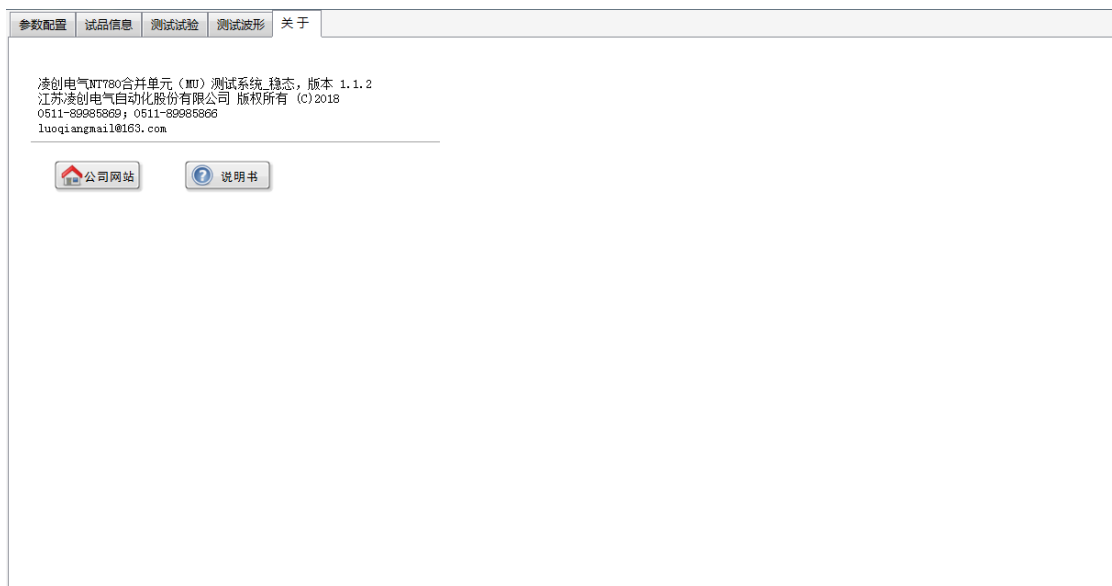 参数配置 试品信息 测试试验 测试波形 关于
凌创电气NT780合并单元（MU）测试系统_稳态，版本 1.1.2
江苏凌创电气自动化股份有限公司 版权所有 (C)2018
0511-89985869；0511-89985866
luoqiangmail@163.com
公司网站 说明书